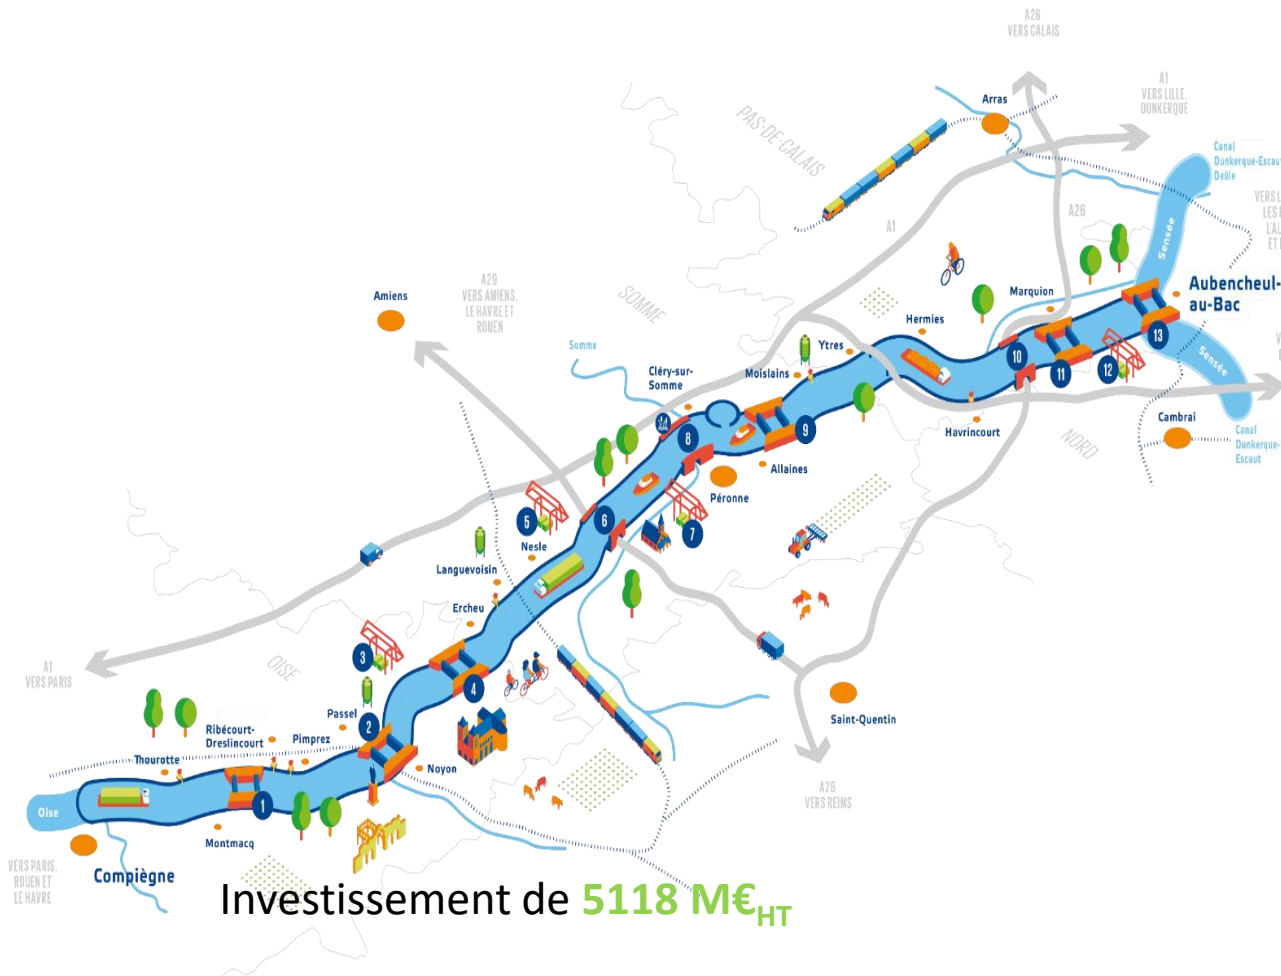 A26
VERS CALAIS
A1
VERS LILLE,
DUNKERQUE
Arras
PAS-DE-CALAIS
Canal
Dunkerque-Escaut
Deûle
A1
A26
Sensée
A29
VERS AMIENS,
LE HAVRE ET
ROUEN
Amiens
SOMME
Marquion
Aubencheul-
au-Bac
Hermies
Somme
Ytres
Cléry-sur-
Somme
Moislains
10
11
12
13
Sensée
8
9
Havrincourt
Cambrai
NORD
Canal
Dunkerque-
Escaut
Allaines
Péronne
5
6
7
Nesle
Languevoisin
Ercheu
3
4
OISE
A1
VERS PARIS
Saint-Quentin
Passel
2
Ribécourt-
Dreslincourt
Pimprez
Thourotte
Noyon
A26
VERS REIMS
Oise
1
Montmacq
VERS PARIS,
ROUEN ET
LE HAVRE
Compiègne
Investissement de 5118 M€HT